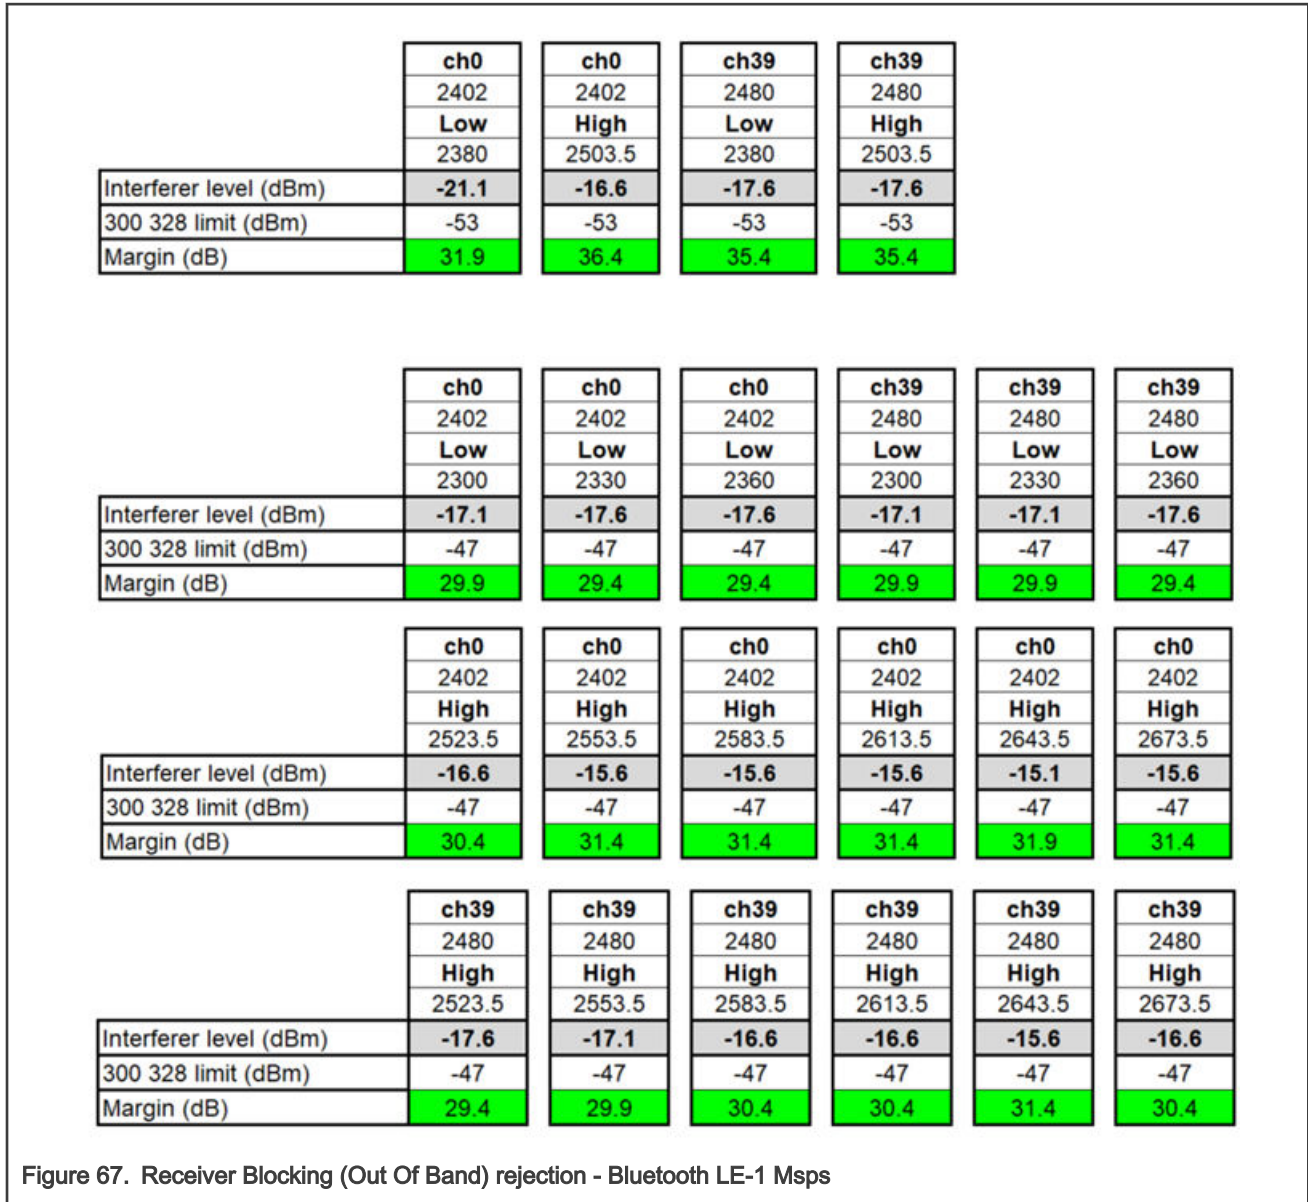 ch0 ch0 ch39 ch39
2402 2402 2480 2480
Low High Low High
2380 2503.5 2380 2503.5
Interferer level (dBm) -21.1 -16.6 -17.6 -17.6
300 328 limit (dBm) -53 -53 -53 -53
Margin (dB) 31.9 36.4 35.4 35.4
ch0 ch0 ch0 ch39 ch39 ch39
2402 2402 2402 2480 2480 2480
Low Low Low Low Low Low
2300 2330 2360 2300 2330 2360
Interferer level (dBm) -17.1 -17.6 -17.6 -17.1 -17.1 -17.6
300 328 limit (dBm) -47 -47 -47 -47 -47 -47
Margin (dB) 29.9 29.4 29.4 29.9 29.9 29.4
ch0 ch0 ch0 ch0 ch0 ch0
2402 2402 2402 2402 2402 2402
High High High High High High
2523.5 2553.5 2583.5 2613.5 2643.5 2673.5
Interferer level (dBm) -16.6 -15.6 -15.6 -15.6 -15.1 -15.6
300 328 limit (dBm) -47 -47 -47 -47 -47 -47
Margin (dB) 30.4 31.4 31.4 31.4 31.9 31.4
ch39 ch39 ch39 ch39 ch39 ch39
2480 2480 2480 2480 2480 2480
High High High High High High
2523.5 2553.5 2583.5 2613.5 2643.5 2673.5
Interferer level (dBm) -17.6 -17.1 -16.6 -16.6 -15.6 -16.6
300 328 limit (dBm) -47 -47 -47 -47 -47 -47
Margin (dB) 29.4 29.9 30.4 30.4 31.4 30.4
Figure 67. Receiver Blocking (Out Of Band) rejection - Bluetooth LE-1 Msps